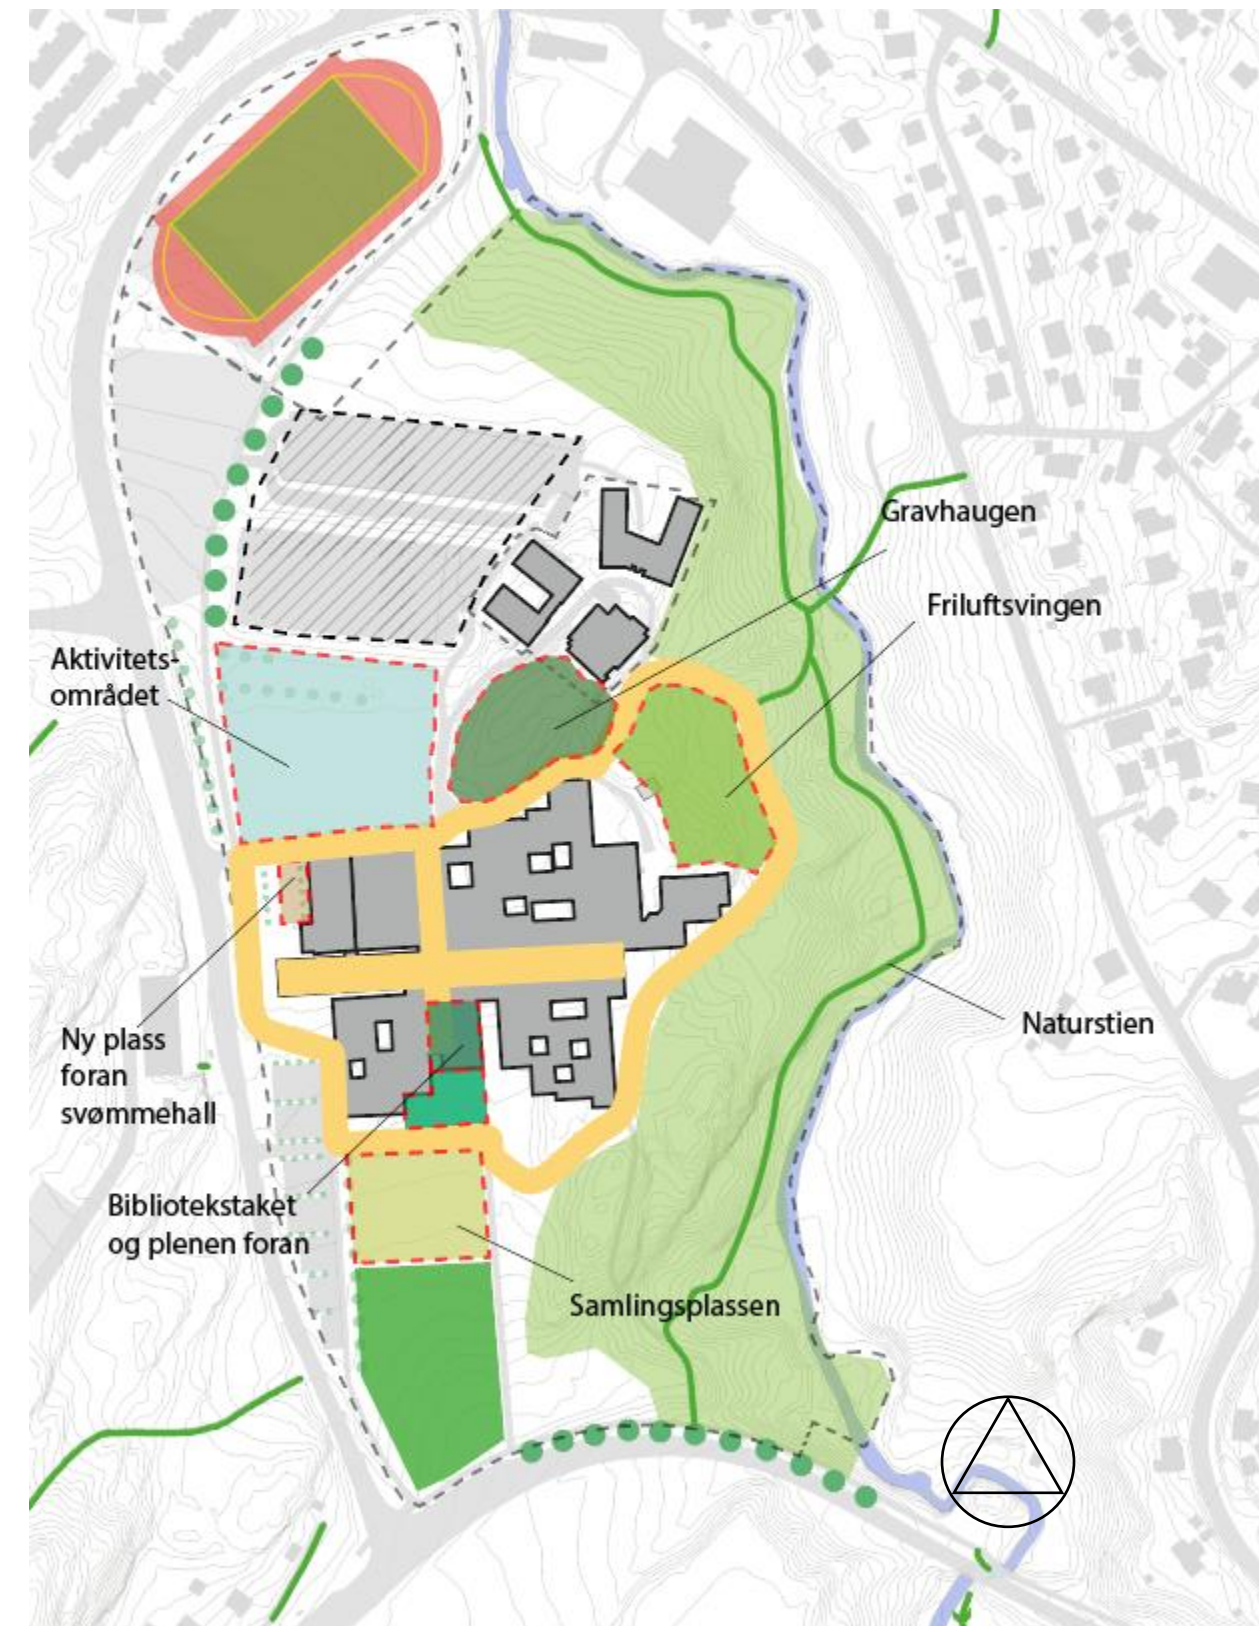 Gravhaugen
Friluftsvingen
Aktivitets-
området
Naturstien
Ny plass
foran
svømmehall
Bibliotekstaket
og plenen foran
Samlingsplassen